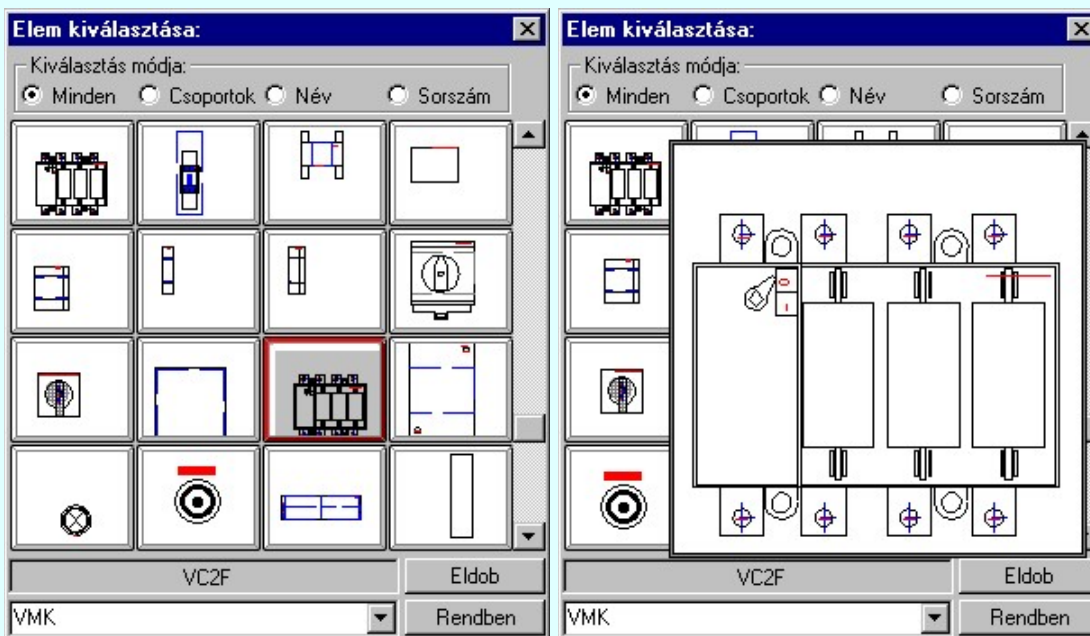 Elem kiválasztása:
Kiválasztás módja:
Minden Csoportok Név Sorszám
VC2F Eldob
VMK Rendben
Elem kiválasztása:
Kiválasztás módja:
Minden Csoportok Név Sorszám
VC2F Eldob
VMK Rendben